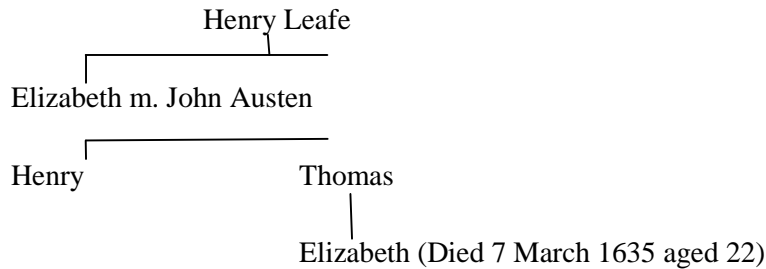 Henry Leafe
Elizabeth m. John Austen
Henry Thomas
Elizabeth (Died 7 March 1635 aged 22)